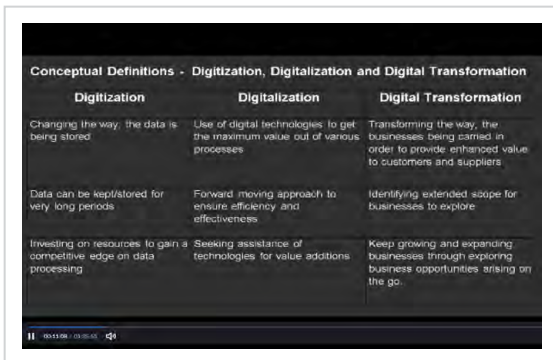 Conceptual Definitions - Digitization, Digitalization and Digital Transformation
Digitization
Digitalization
Digital Transformation
Changing the way, the data is
being stored
Use of digital technologies to get
the maximum value out of various
processes
Transforming the way, the
businesses being carried in
order to provide enhanced value
to customers and suppliers
Data can be kept/stored for
very long periods
Forward moving approach to
ensure efficiency and
effectiveness
Identifying extended scope for
businesses to explore
Investing on resources to gain a
competitive edge on data
processing
Seeking assistance of
technologies for value additions
Keep growing and expanding
businesses through exploring
business opportunities arising on
the go.